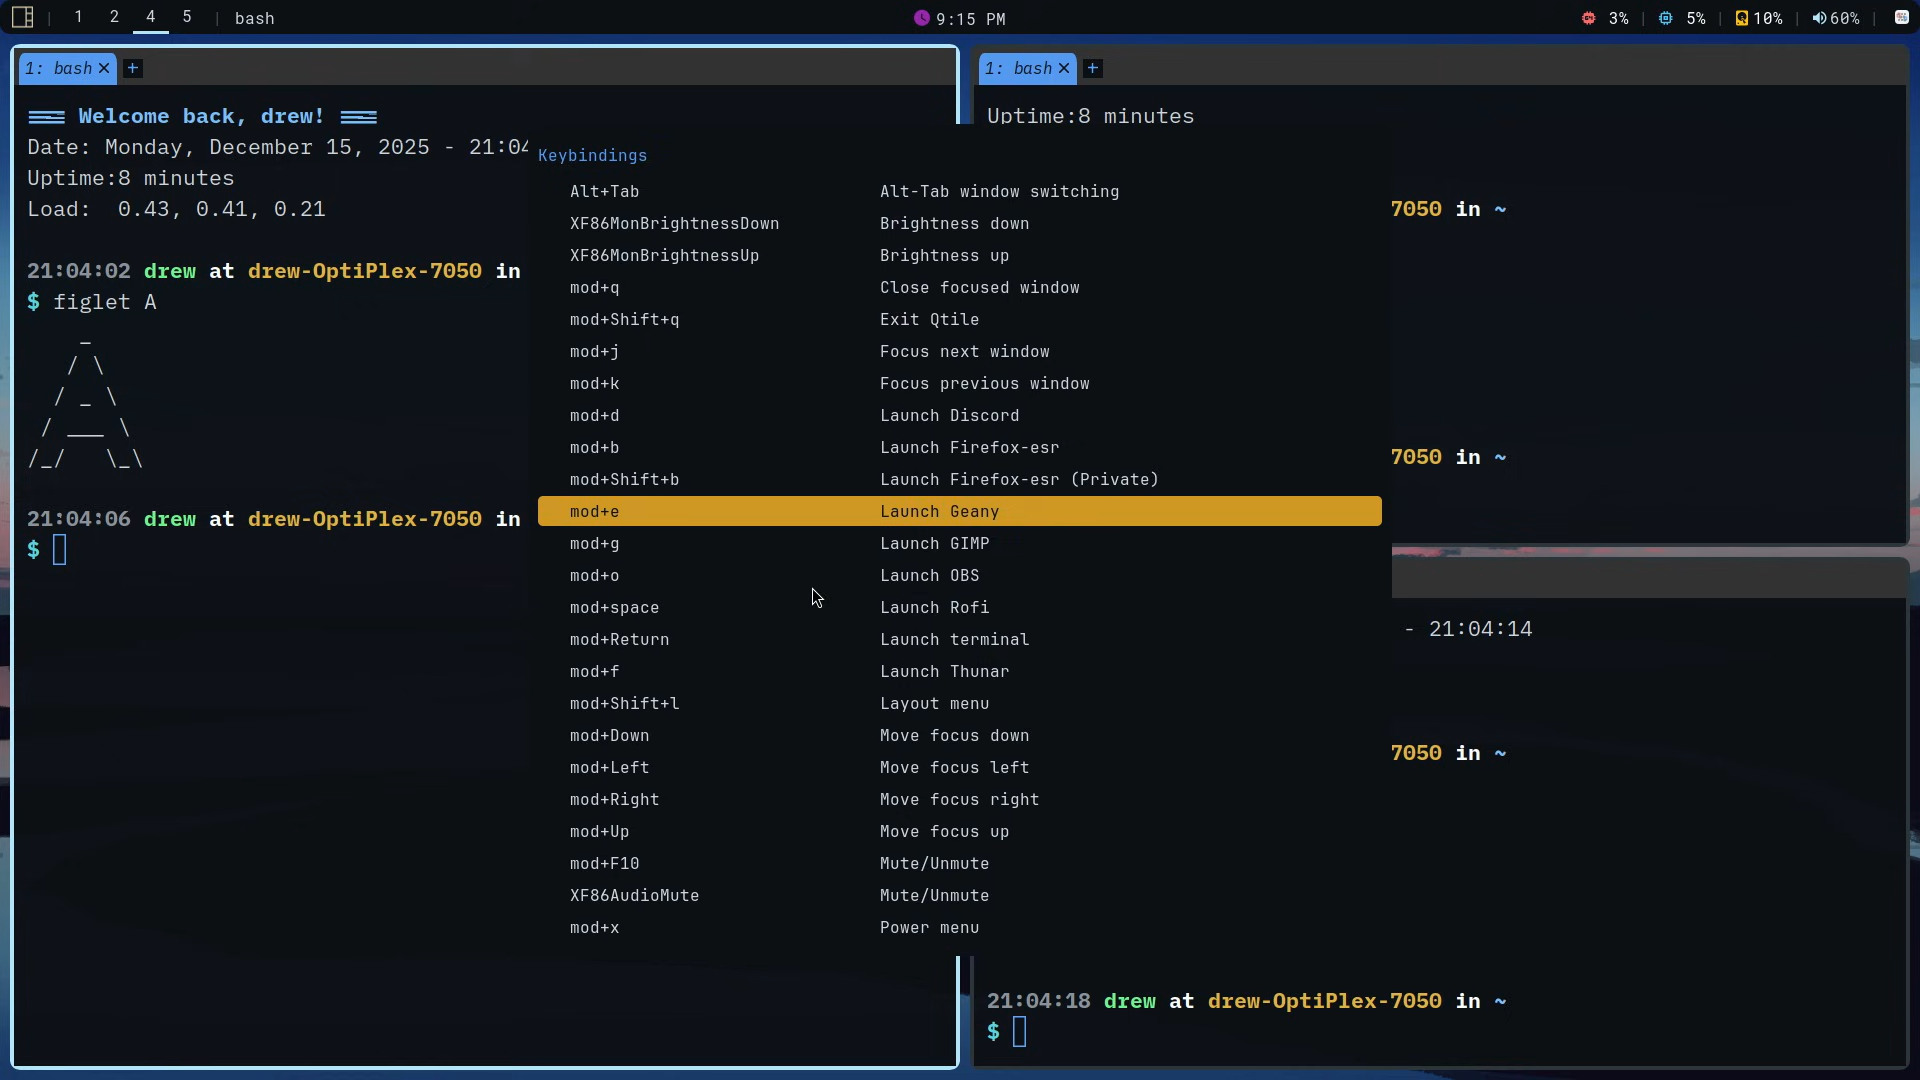 1 2 4 5 | bash
9:15 PM
3% | 5% | 10% | 60% |
1: bash × +
=== Welcome back, drew! ===
Date: Monday, December 15, 2025 - 21:04
Uptime:8 minutes
Load:  0.43, 0.41, 0.21
21:04:02 drew at drew-OptiPlex-7050 in
$ figlet A
     _
    / \
   / _ \
  / ___ \
/_/   \_\
21:04:06 drew at drew-OptiPlex-7050 in
$
Keybindings
Alt+Tab Alt-Tab window switching
XF86MonBrightnessDown Brightness down
XF86MonBrightnessUp Brightness up
mod+q Close focused window
mod+Shift+q Exit Qtile
mod+j Focus next window
mod+k Focus previous window
mod+d Launch Discord
mod+b Launch Firefox-esr
mod+Shift+b Launch Firefox-esr (Private)
mod+e Launch Geany
mod+g Launch GIMP
mod+o Launch OBS
mod+space Launch Rofi
mod+Return Launch terminal
mod+f Launch Thunar
mod+Shift+l Layout menu
mod+Down Move focus down
mod+Left Move focus left
mod+Right Move focus right
mod+Up Move focus up
mod+F10 Mute/Unmute
XF86AudioMute Mute/Unmute
mod+x Power menu
1: bash × +
Uptime:8 minutes
7050 in ~
7050 in ~
- 21:04:14
7050 in ~
21:04:18 drew at drew-OptiPlex-7050 in ~
$